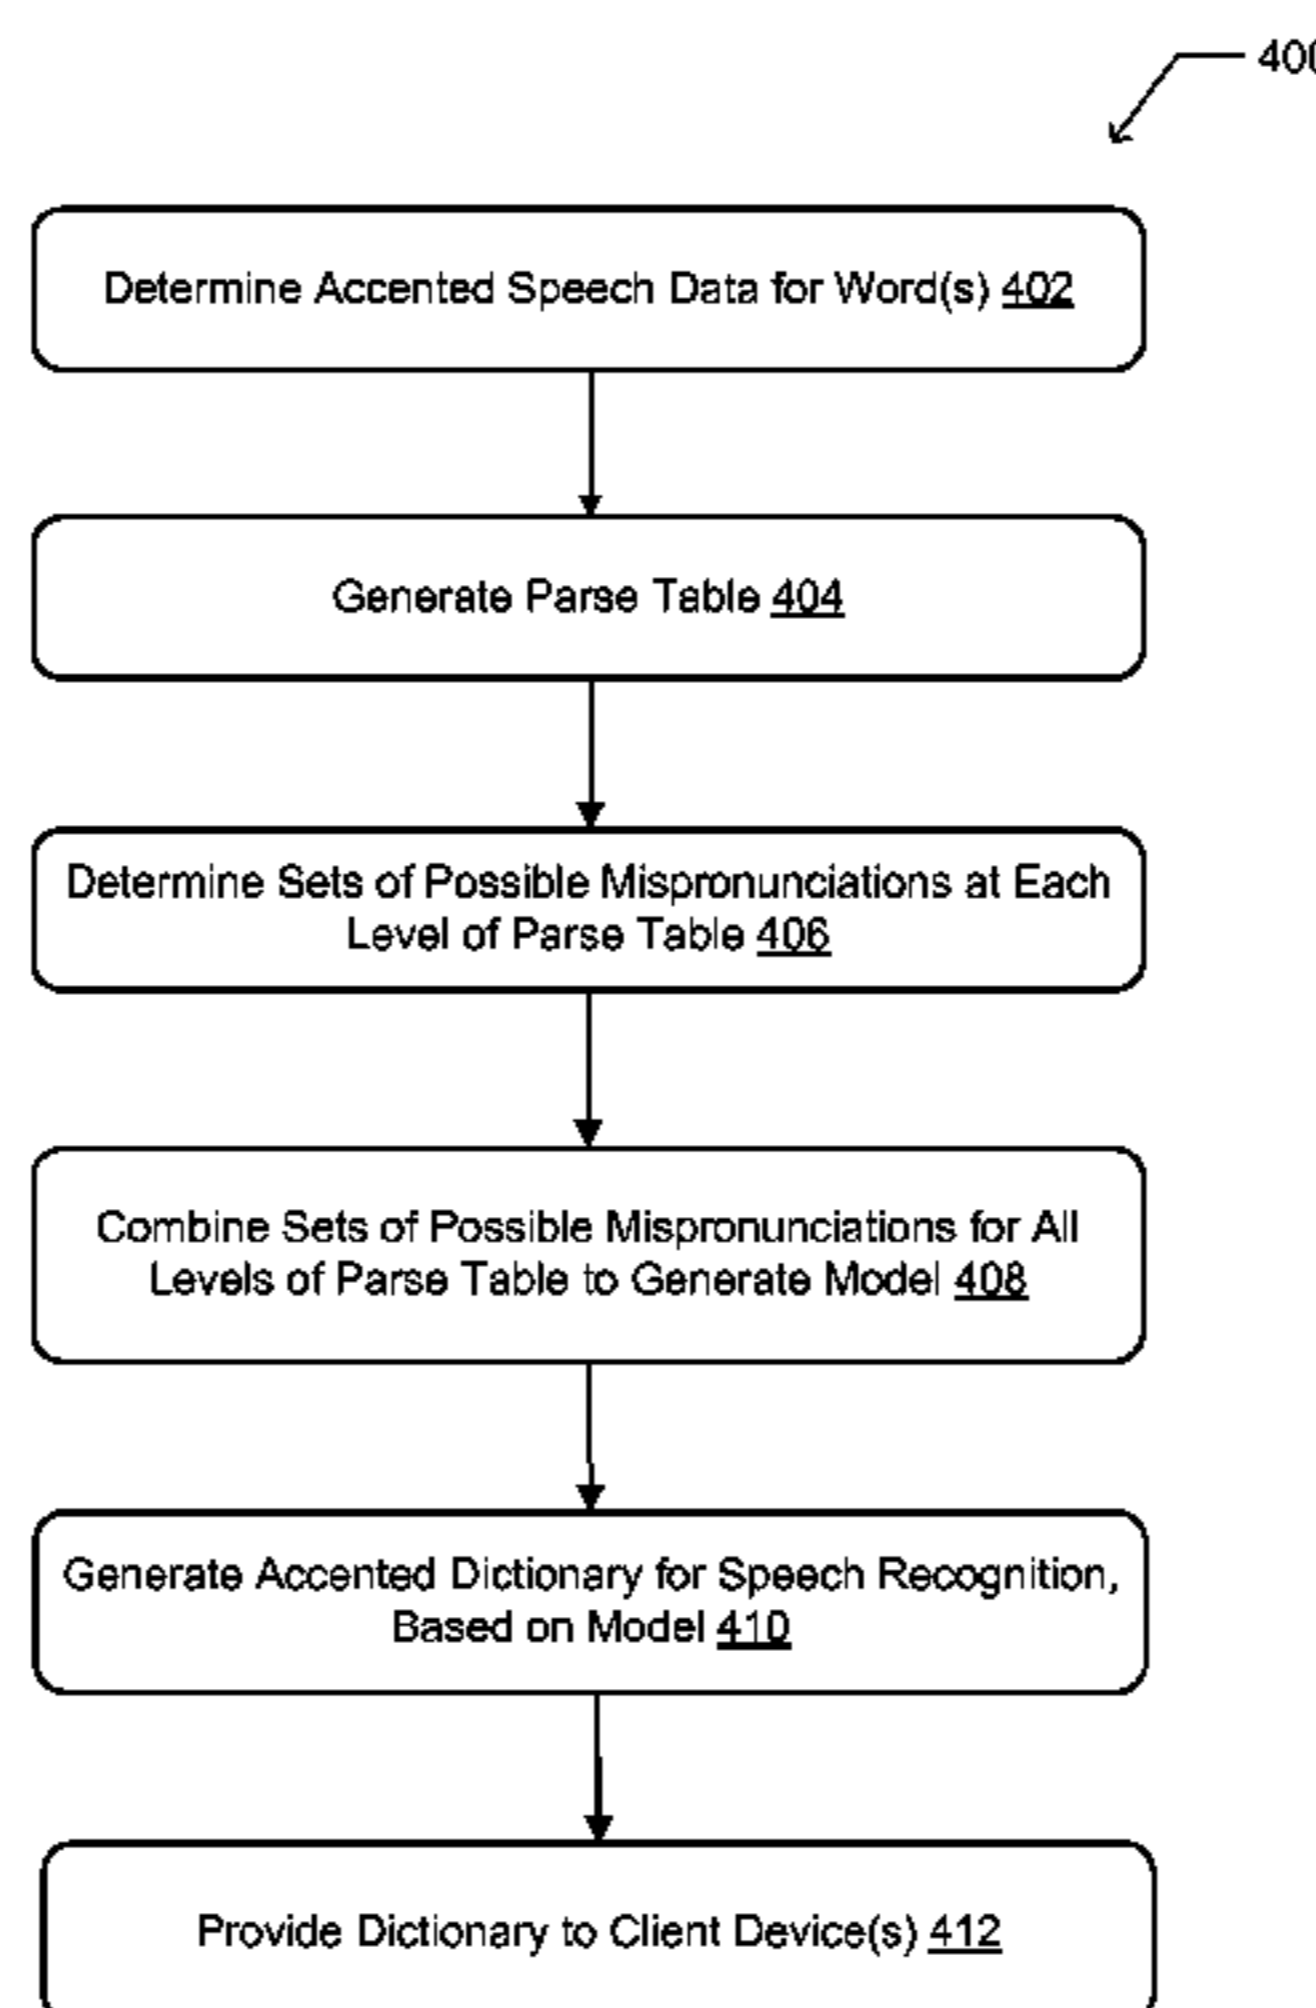 400
Determine Accented Speech Data for Word(s) 402
Generate Parse Table 404
Determine Sets of Possible Mispronunciations at Each
Level of Parse Table 406
Combine Sets of Possible Mispronunciations for All
Levels of Parse Table to Generate Model 408
Generate Accented Dictionary for Speech Recognition,
Based on Model 410
Provide Dictionary to Client Device(s) 412